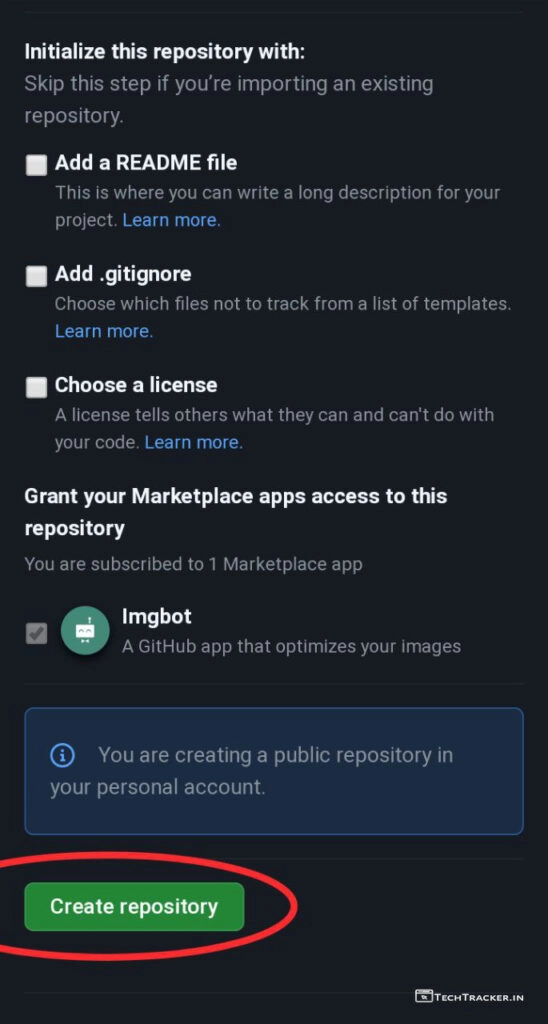 Initialize this repository with:
Skip this step if you’re importing an existing
repository.
Add a README file
This is where you can write a long description for your
project. Learn more.
Add .gitignore
Choose which files not to track from a list of templates.
Learn more.
Choose a license
A license tells others what they can and can't do with
your code. Learn more.
Grant your Marketplace apps access to this
repository
You are subscribed to 1 Marketplace app
Imgbot
A GitHub app that optimizes your images
You are creating a public repository in
your personal account.
Create repository
TECHTRACKER.IN